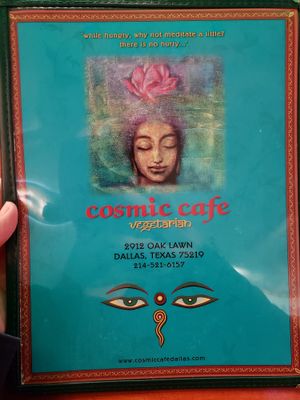 "while hungry, why not meditate a little?
there is no hurry..."
cosmic cafe
vegetarian
2912 OAK LAWN
DALLAS, TEXAS 75219
214-521-6157
www.cosmiccafedallas.com